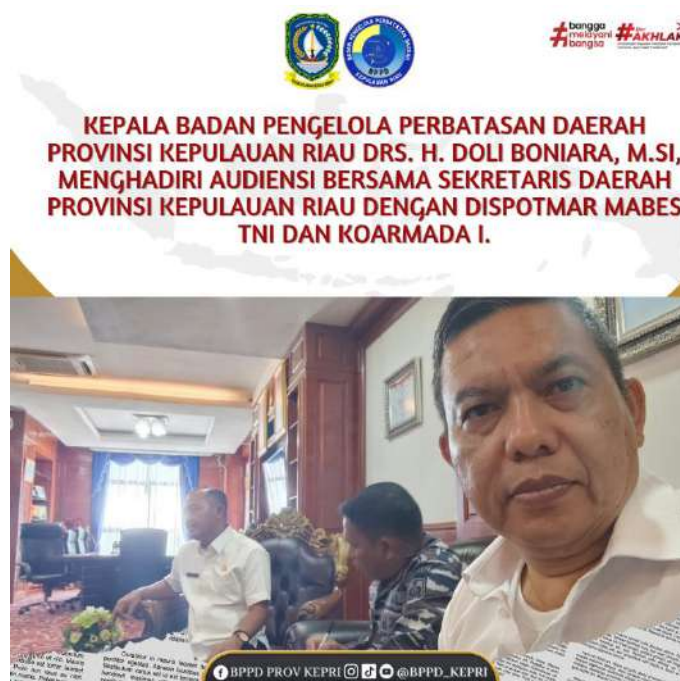 BPPD
bangga
melayani
bangsa
#AKHLAK
KEPALA BADAN PENGELOLA PERBATASAN DAERAH
PROVINSI KEPULAUAN RIAU DRS. H. DOLI BONIARA, M.SI,
MENGHADIRI AUDIENSI BERSAMA SEKRETARIS DAERAH
PROVINSI KEPULAUAN RIAU DENGAN DISPOTMAR MABES
TNI DAN KOARMADA I.
BPPD PROV KEPRI @BPPD_KEPRI